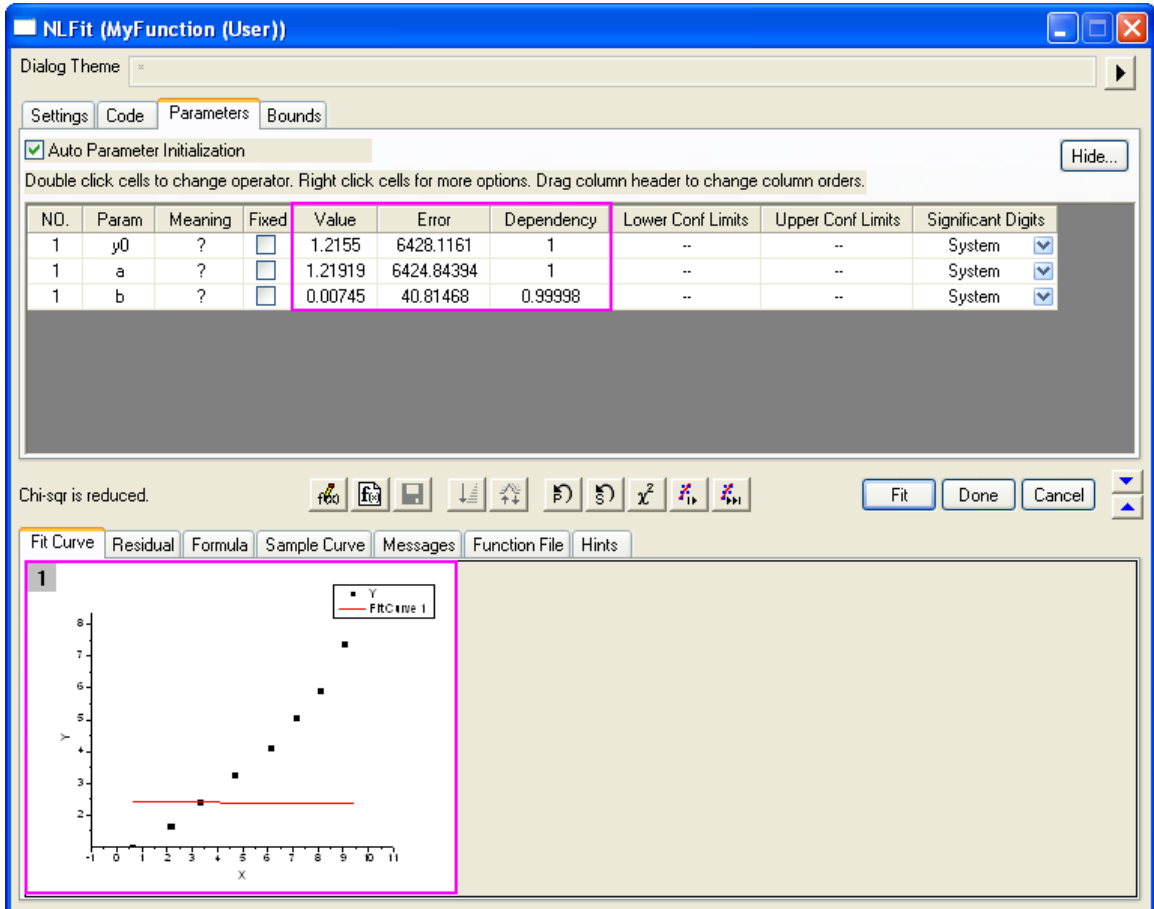 NLFit (MyFunction (User))
Dialog Theme *
Settings Code Parameters Bounds
Auto Parameter Initialization
Hide...
Double click cells to change operator. Right click cells for more options. Drag column header to change column orders.
NO. Param Meaning Fixed Value Error Dependency Lower Conf Limits Upper Conf Limits Significant Digits
1 y0 ? 1.2155 6428.1161 1 -- -- System
1 a ? 1.21919 6424.84394 1 -- -- System
1 b ? 0.00745 40.81468 0.99998 -- -- System
Chi-sqr is reduced.
Fit Done Cancel
Fit Curve Residual Formula Sample Curve Messages Function File Hints
1
Y
FitCurve 1
8
7
6
5
4
3
2
Y
-1 0 1 2 3 4 5 6 7 8 9 10 11
X